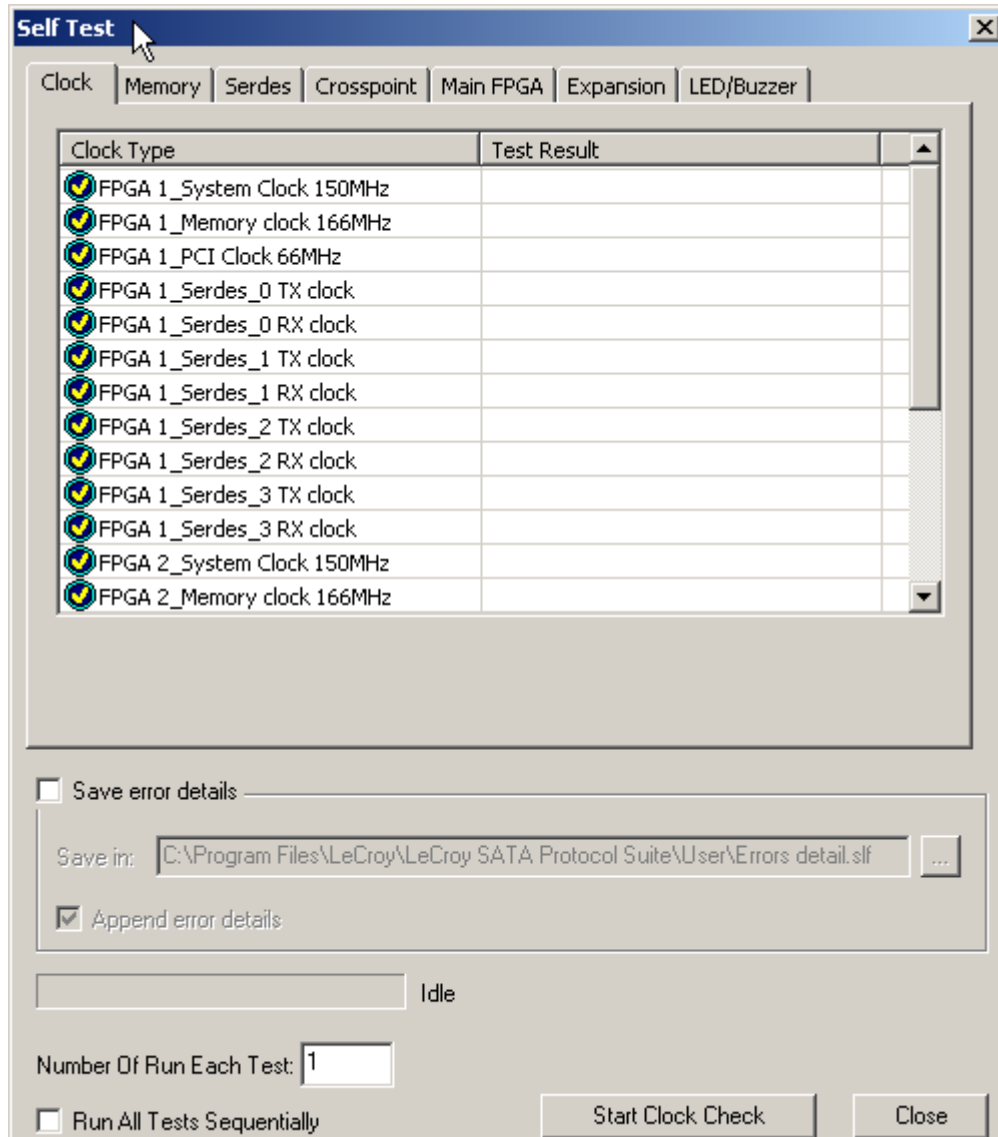 Self Test
Clock Memory Serdes Crosspoint Main FPGA Expansion LED/Buzzer
Clock Type Test Result
FPGA 1_System Clock 150MHz
FPGA 1_Memory clock 166MHz
FPGA 1_PCI Clock 66MHz
FPGA 1_Serdes_0 TX clock
FPGA 1_Serdes_0 RX clock
FPGA 1_Serdes_1 TX clock
FPGA 1_Serdes_1 RX clock
FPGA 1_Serdes_2 TX clock
FPGA 1_Serdes_2 RX clock
FPGA 1_Serdes_3 TX clock
FPGA 1_Serdes_3 RX clock
FPGA 2_System Clock 150MHz
FPGA 2_Memory clock 166MHz
Save error details
Save in: C:\Program Files\LeCroy\LeCroy SATA Protocol Suite\User\Errors detail.slf ...
Append error details
Idle
Number Of Run Each Test: 1
Run All Tests Sequentially Start Clock Check Close